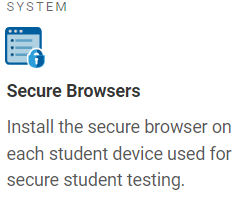 SYSTEM
Secure Browsers
Install the secure browser on
each student device used for
secure student testing.